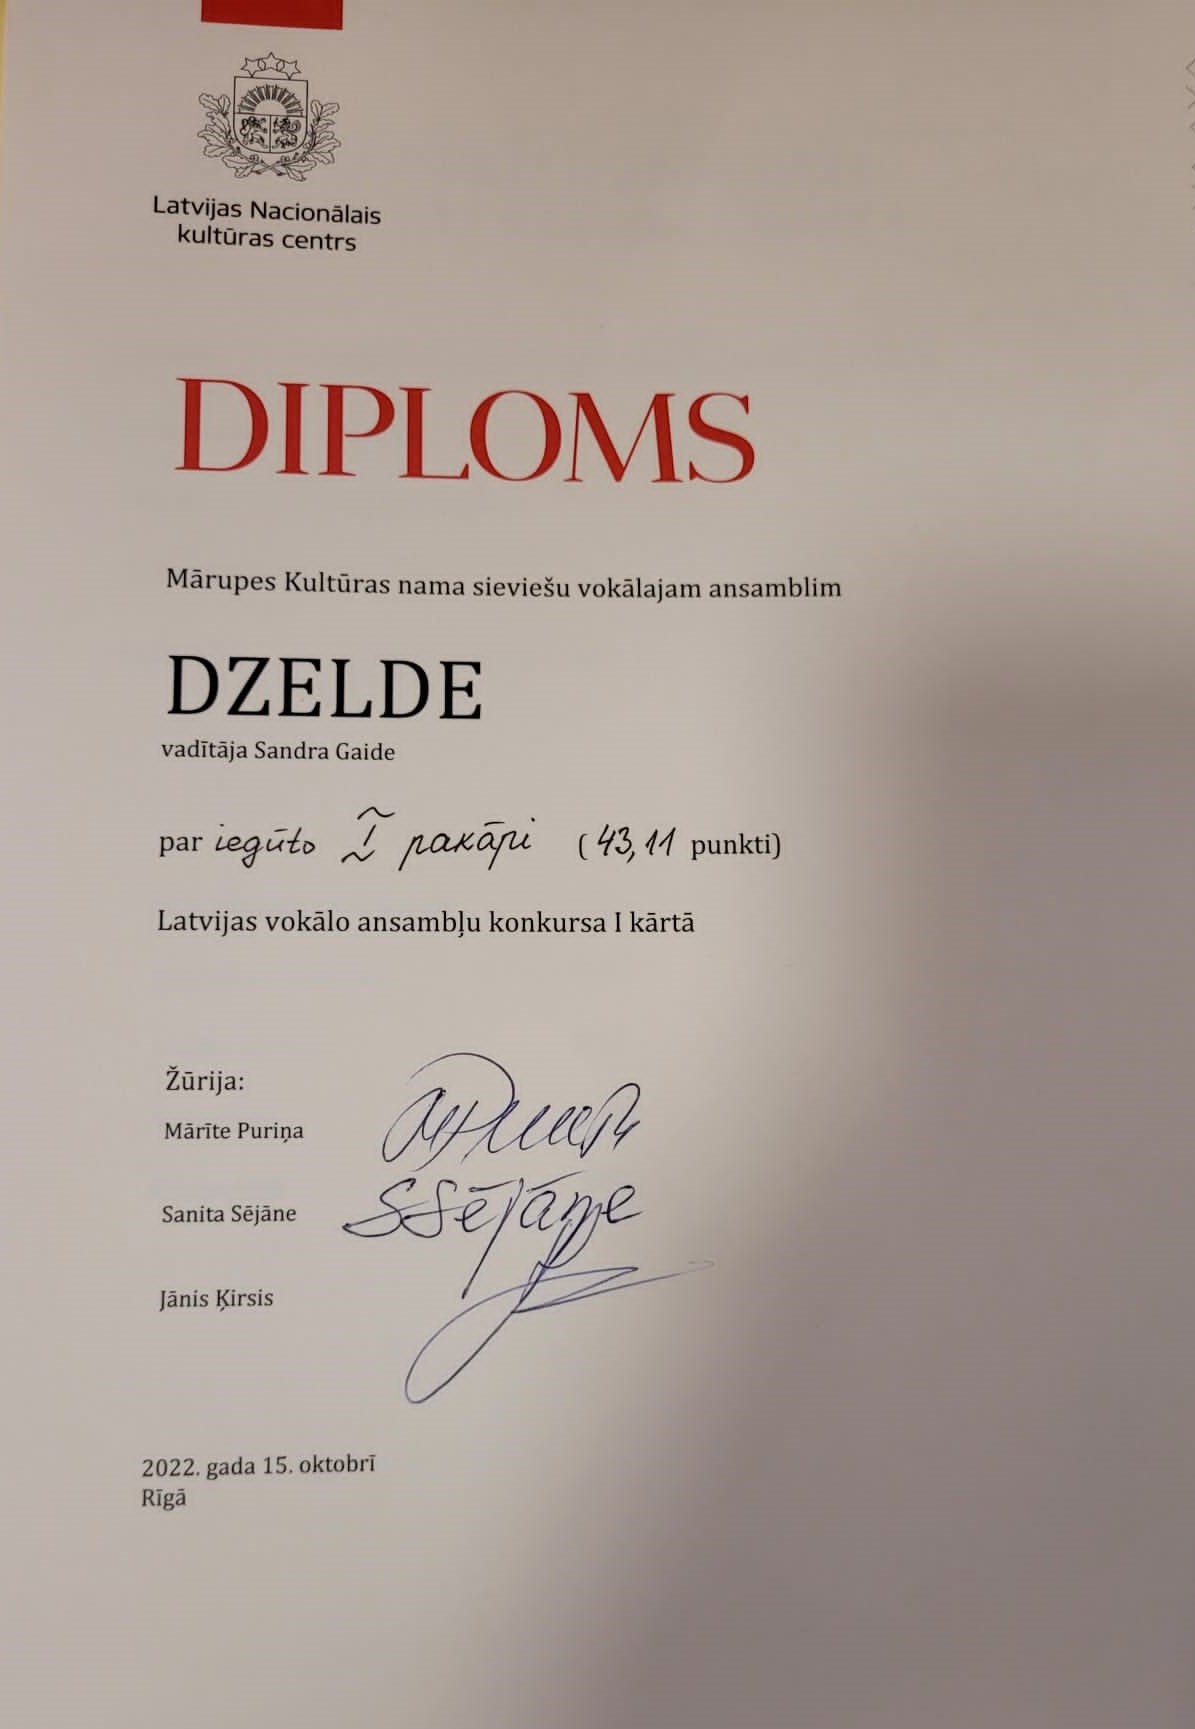 Latvijas Nacionālais
kultūras centrs
DIPLOMS
Mārupes Kultūras nama sieviešu vokālajam ansamblim
DZELDE
vadītāja Sandra Gaide
par iegūto I pakāpi (43,11 punkti)
Latvijas vokālo ansambļu konkursa I kārtā
Žūrija:
Mārīte Puriņa
Sanita Sējāne SSējāne
Jānis Ķirsis
2022. gada 15. oktobrī
Rīgā